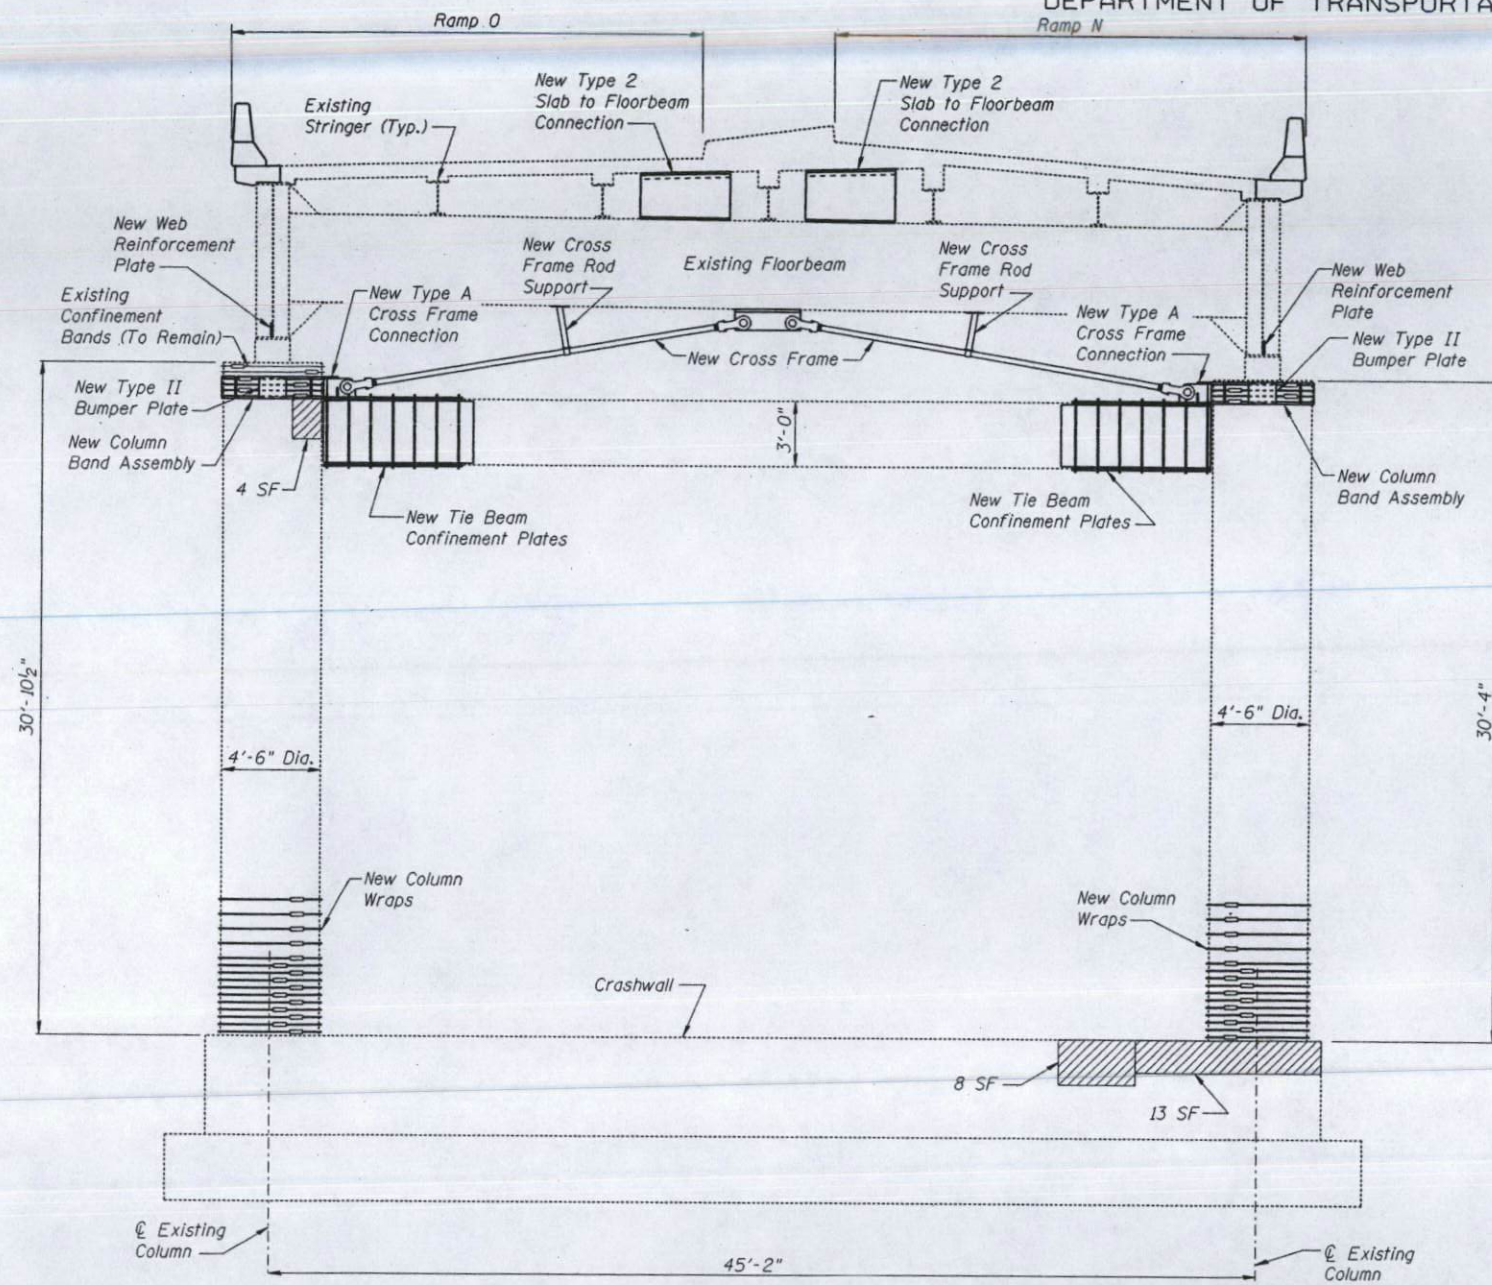 DEPARTMENT OF TRANSPORTA
Ramp O
Ramp N
New Type 2
Slab to Floorbeam
Connection
New Type 2
Slab to Floorbeam
Connection
Existing
Stringer (Typ.)
New Web
Reinforcement
Plate
New Cross
Frame Rod
Support
Existing Floorbeam
New Cross
Frame Rod
Support
New Web
Reinforcement
Plate
Existing
Confinement
Bands (To Remain)
New Type A
Cross Frame
Connection
New Type A
Cross Frame
Connection
New Type II
Bumper Plate
New Cross Frame
New Type II
Bumper Plate
New Column
Band Assembly
3'-0"
4 SF
New Column
Band Assembly
New Tie Beam
Confinement Plates
New Tie Beam
Confinement Plates
30'-10½"
30'-4"
4'-6" Dia.
4'-6" Dia.
New Column
Wraps
New Column
Wraps
Crashwall
8 SF
13 SF
℄ Existing
Column
45'-2"
℄ Existing
Column